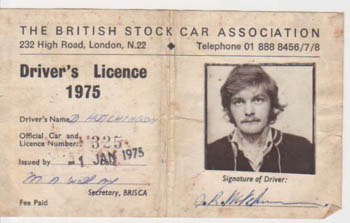 THE BRITISH STOCK CAR ASSOCIATION
232 High Road, London, N.22 ◆ Telephone 01 888 8456/7/8
Driver's Licence
1975
Driver's Name D HUTCHINSON
Official Car and
Licence Number: 325
Issued by 1 JAN 1975
Secretary, BRISCA
Fee Paid
Signature of Driver: